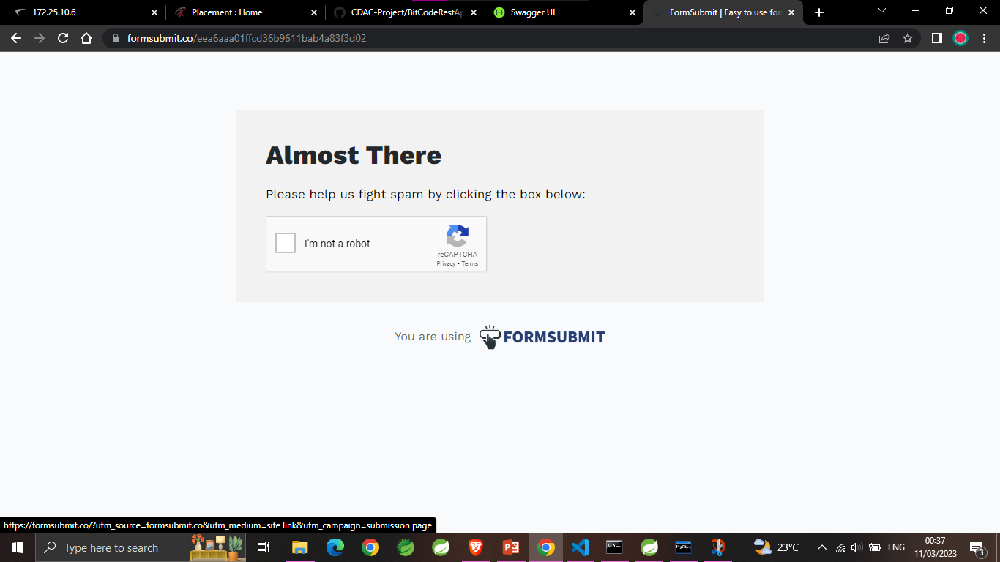 172.25.10.6
Placement : Home
CDAC-Project/BitCodeRestAp
Swagger UI
FormSubmit | Easy to use for
formsubmit.co/eea6aaa01ffcd36b9611bab4a83f3d02
Almost There
Please help us fight spam by clicking the box below:
I'm not a robot
reCAPTCHA
Privacy - Terms
You are using FORMSUBMIT
https://formsubmit.co/?utm_source=formsubmit.co&utm_medium=site link&utm_campaign=submission page
Type here to search
23°C
ENG
00:37
11/03/2023
3